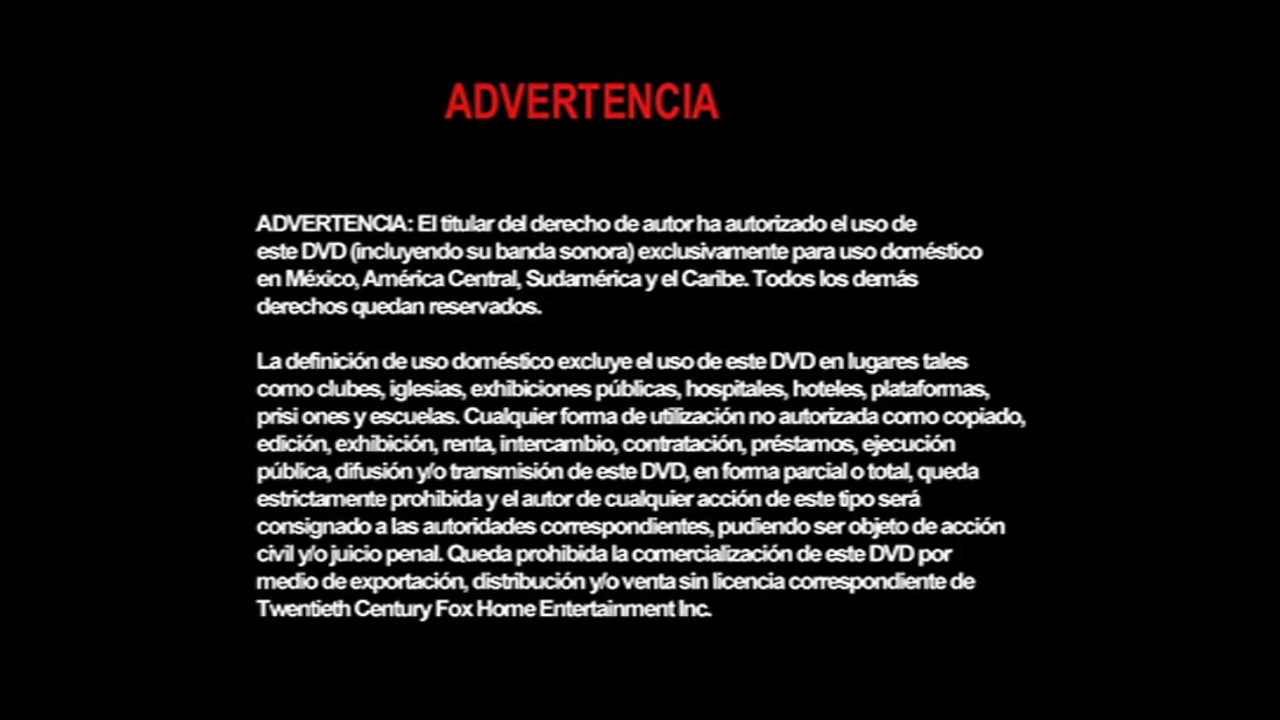 ADVERTENCIA
ADVERTENCIA: El titular del derecho de autor ha autorizado el uso de
este DVD (incluyendo su banda sonora) exclusivamente para uso doméstico
en México, América Central, Sudamérica y el Caribe. Todos los demás
derechos quedan reservados.
La definición de uso doméstico excluye el uso de este DVD en lugares tales
como clubes, iglesias, exhibiciones públicas, hospitales, hoteles, plataformas,
prisi ones y escuelas. Cualquier forma de utilización no autorizada como copiado,
edición, exhibición, renta, intercambio, contratación, préstamos, ejecución
pública, difusión y/o transmisión de este DVD, en forma parcial o total, queda
estrictamente prohibida y el autor de cualquier acción de este tipo será
consignado a las autoridades correspondientes, pudiendo ser objeto de acción
civil y/o juicio penal. Queda prohibida la comercialización de este DVD por
medio de exportación, distribución y/o venta sin licencia correspondiente de
Twentieth Century Fox Home Entertainment Inc.